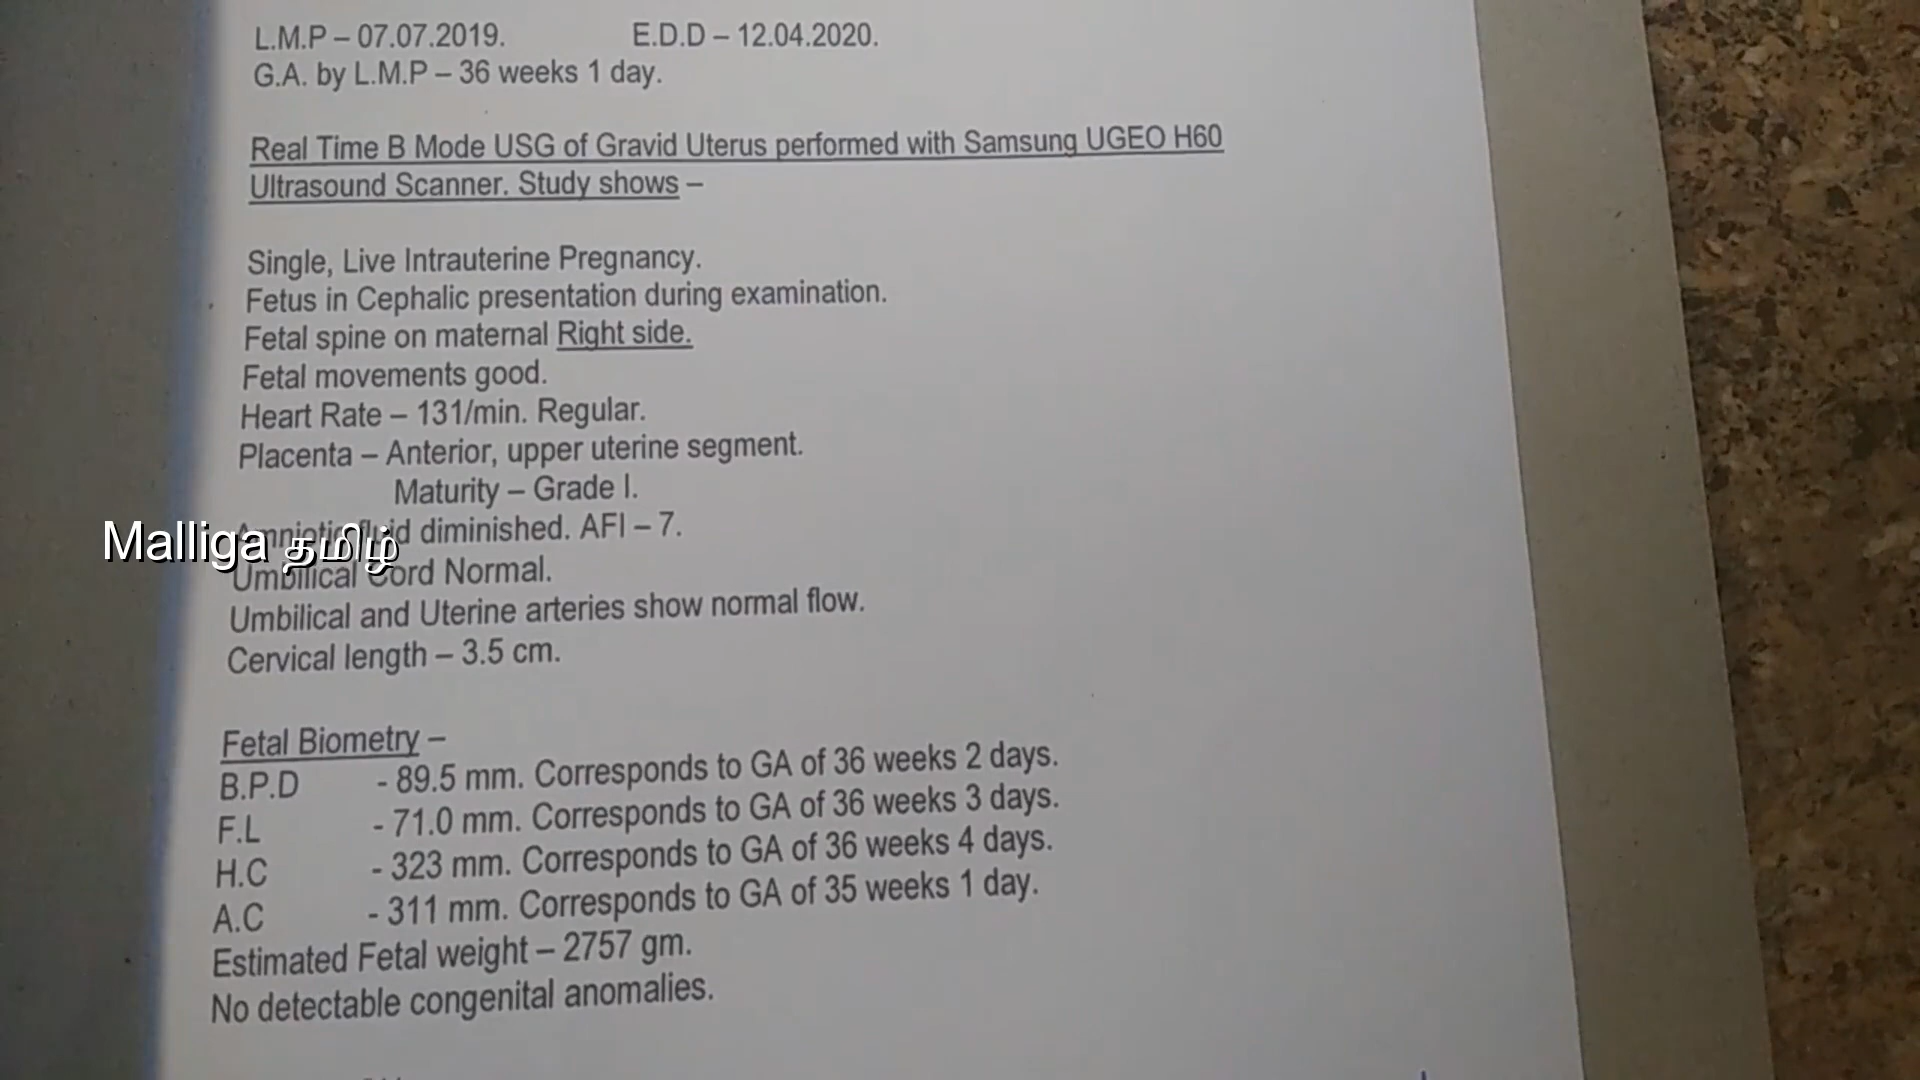 L.M.P – 07.07.2019. E.D.D – 12.04.2020.
G.A. by L.M.P – 36 weeks 1 day.
Real Time B Mode USG of Gravid Uterus performed with Samsung UGEO H60
Ultrasound Scanner. Study shows –
Single, Live Intrauterine Pregnancy.
Fetus in Cephalic presentation during examination.
Fetal spine on maternal Right side.
Fetal movements good.
Heart Rate – 131/min. Regular.
Placenta – Anterior, upper uterine segment.
Maturity – Grade I.
Amniotic fluid diminished. AFI – 7.
Malliga தமிழ்
Umbilical Cord Normal.
Umbilical and Uterine arteries show normal flow.
Cervical length – 3.5 cm.
Fetal Biometry –
B.P.D - 89.5 mm. Corresponds to GA of 36 weeks 2 days.
F.L - 71.0 mm. Corresponds to GA of 36 weeks 3 days.
H.C - 323 mm. Corresponds to GA of 36 weeks 4 days.
A.C - 311 mm. Corresponds to GA of 35 weeks 1 day.
Estimated Fetal weight – 2757 gm.
No detectable congenital anomalies.